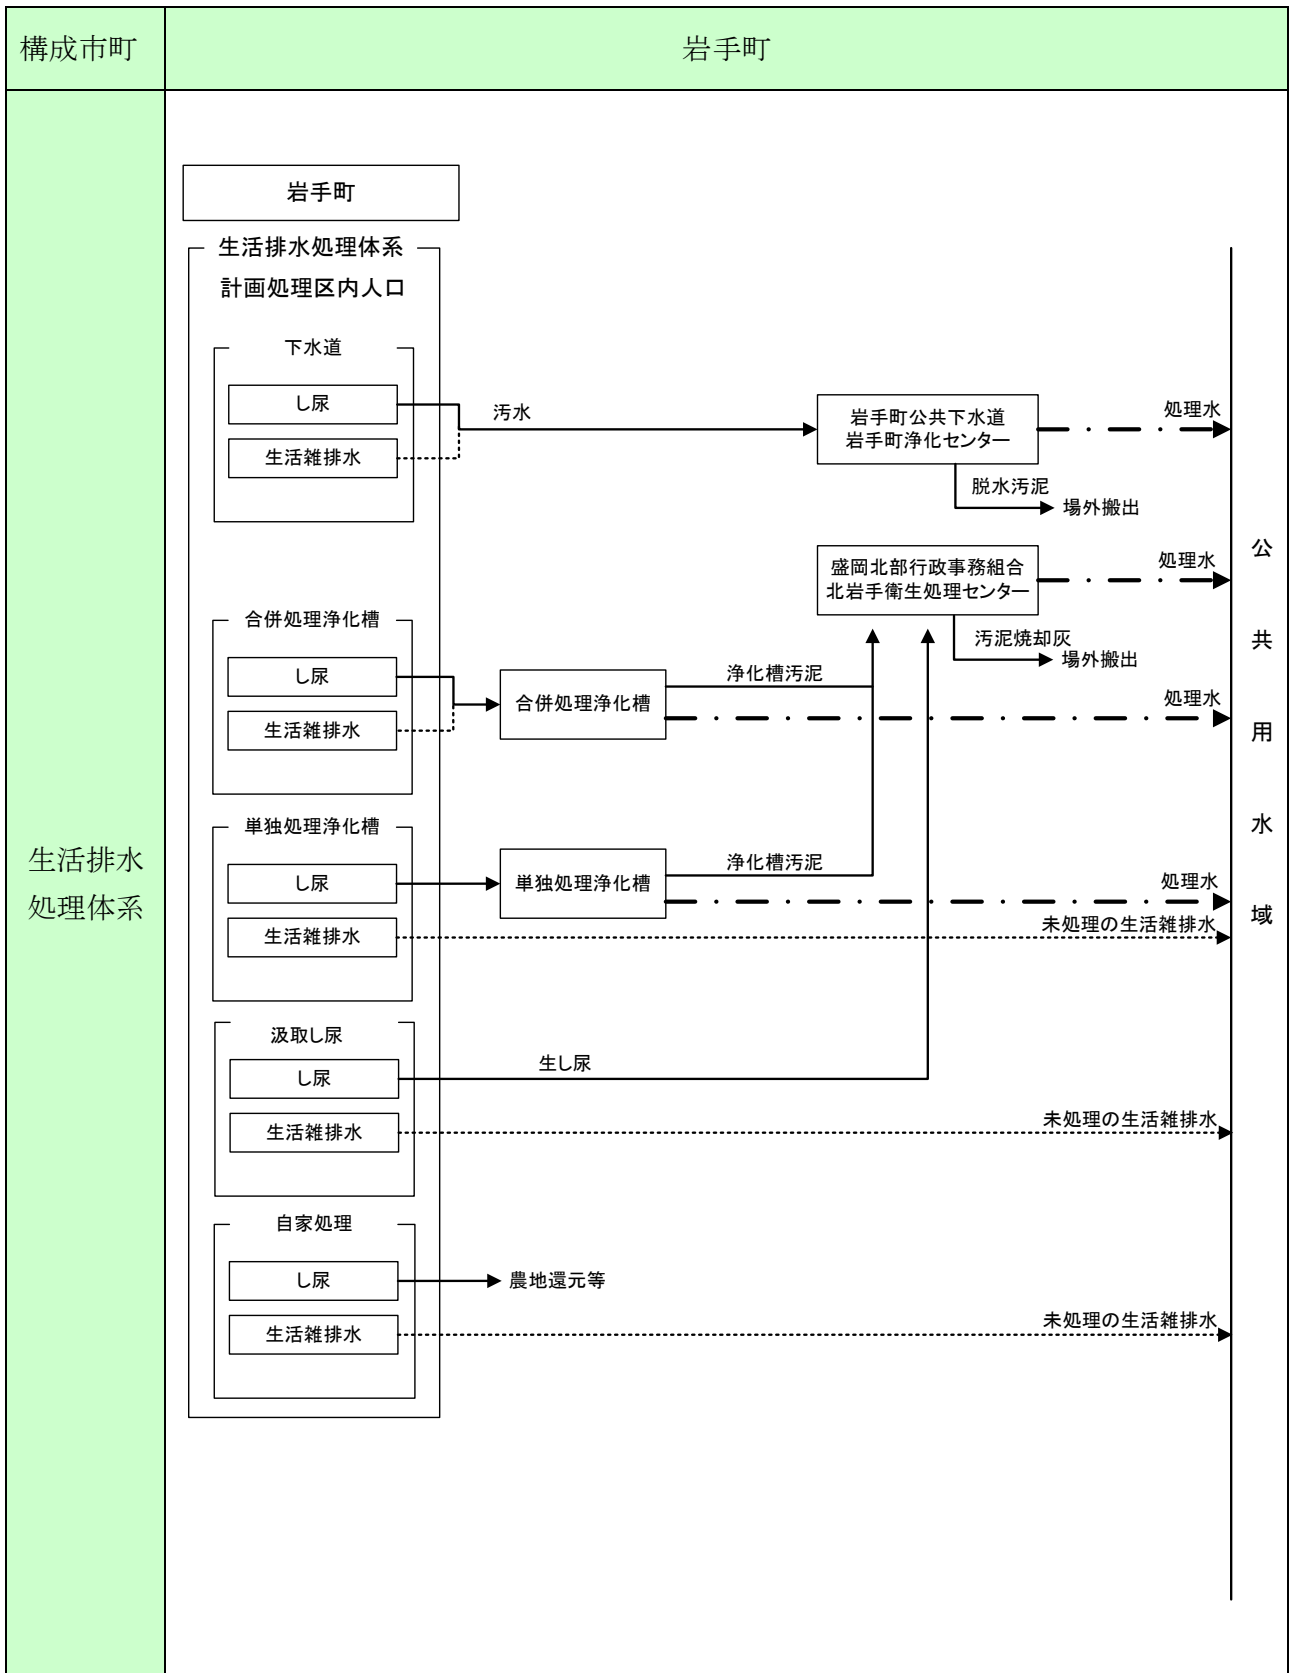 構成市町
岩手町
岩手町
生活排水処理体系
計画処理区内人口
下水道
し尿
生活雑排水
汚水
岩手町公共下水道
岩手町浄化センター
処理水
脱水汚泥
場外搬出
盛岡北部行政事務組合
北岩手衛生処理センター
処理水
汚泥焼却灰
場外搬出
合併処理浄化槽
し尿
生活雑排水
合併処理浄化槽
浄化槽汚泥
処理水
単独処理浄化槽
し尿
生活雑排水
単独処理浄化槽
浄化槽汚泥
処理水
未処理の生活雑排水
汲取し尿
し尿
生活雑排水
生し尿
未処理の生活雑排水
自家処理
し尿
生活雑排水
農地還元等
未処理の生活雑排水
公共用水域
生活排水
処理体系